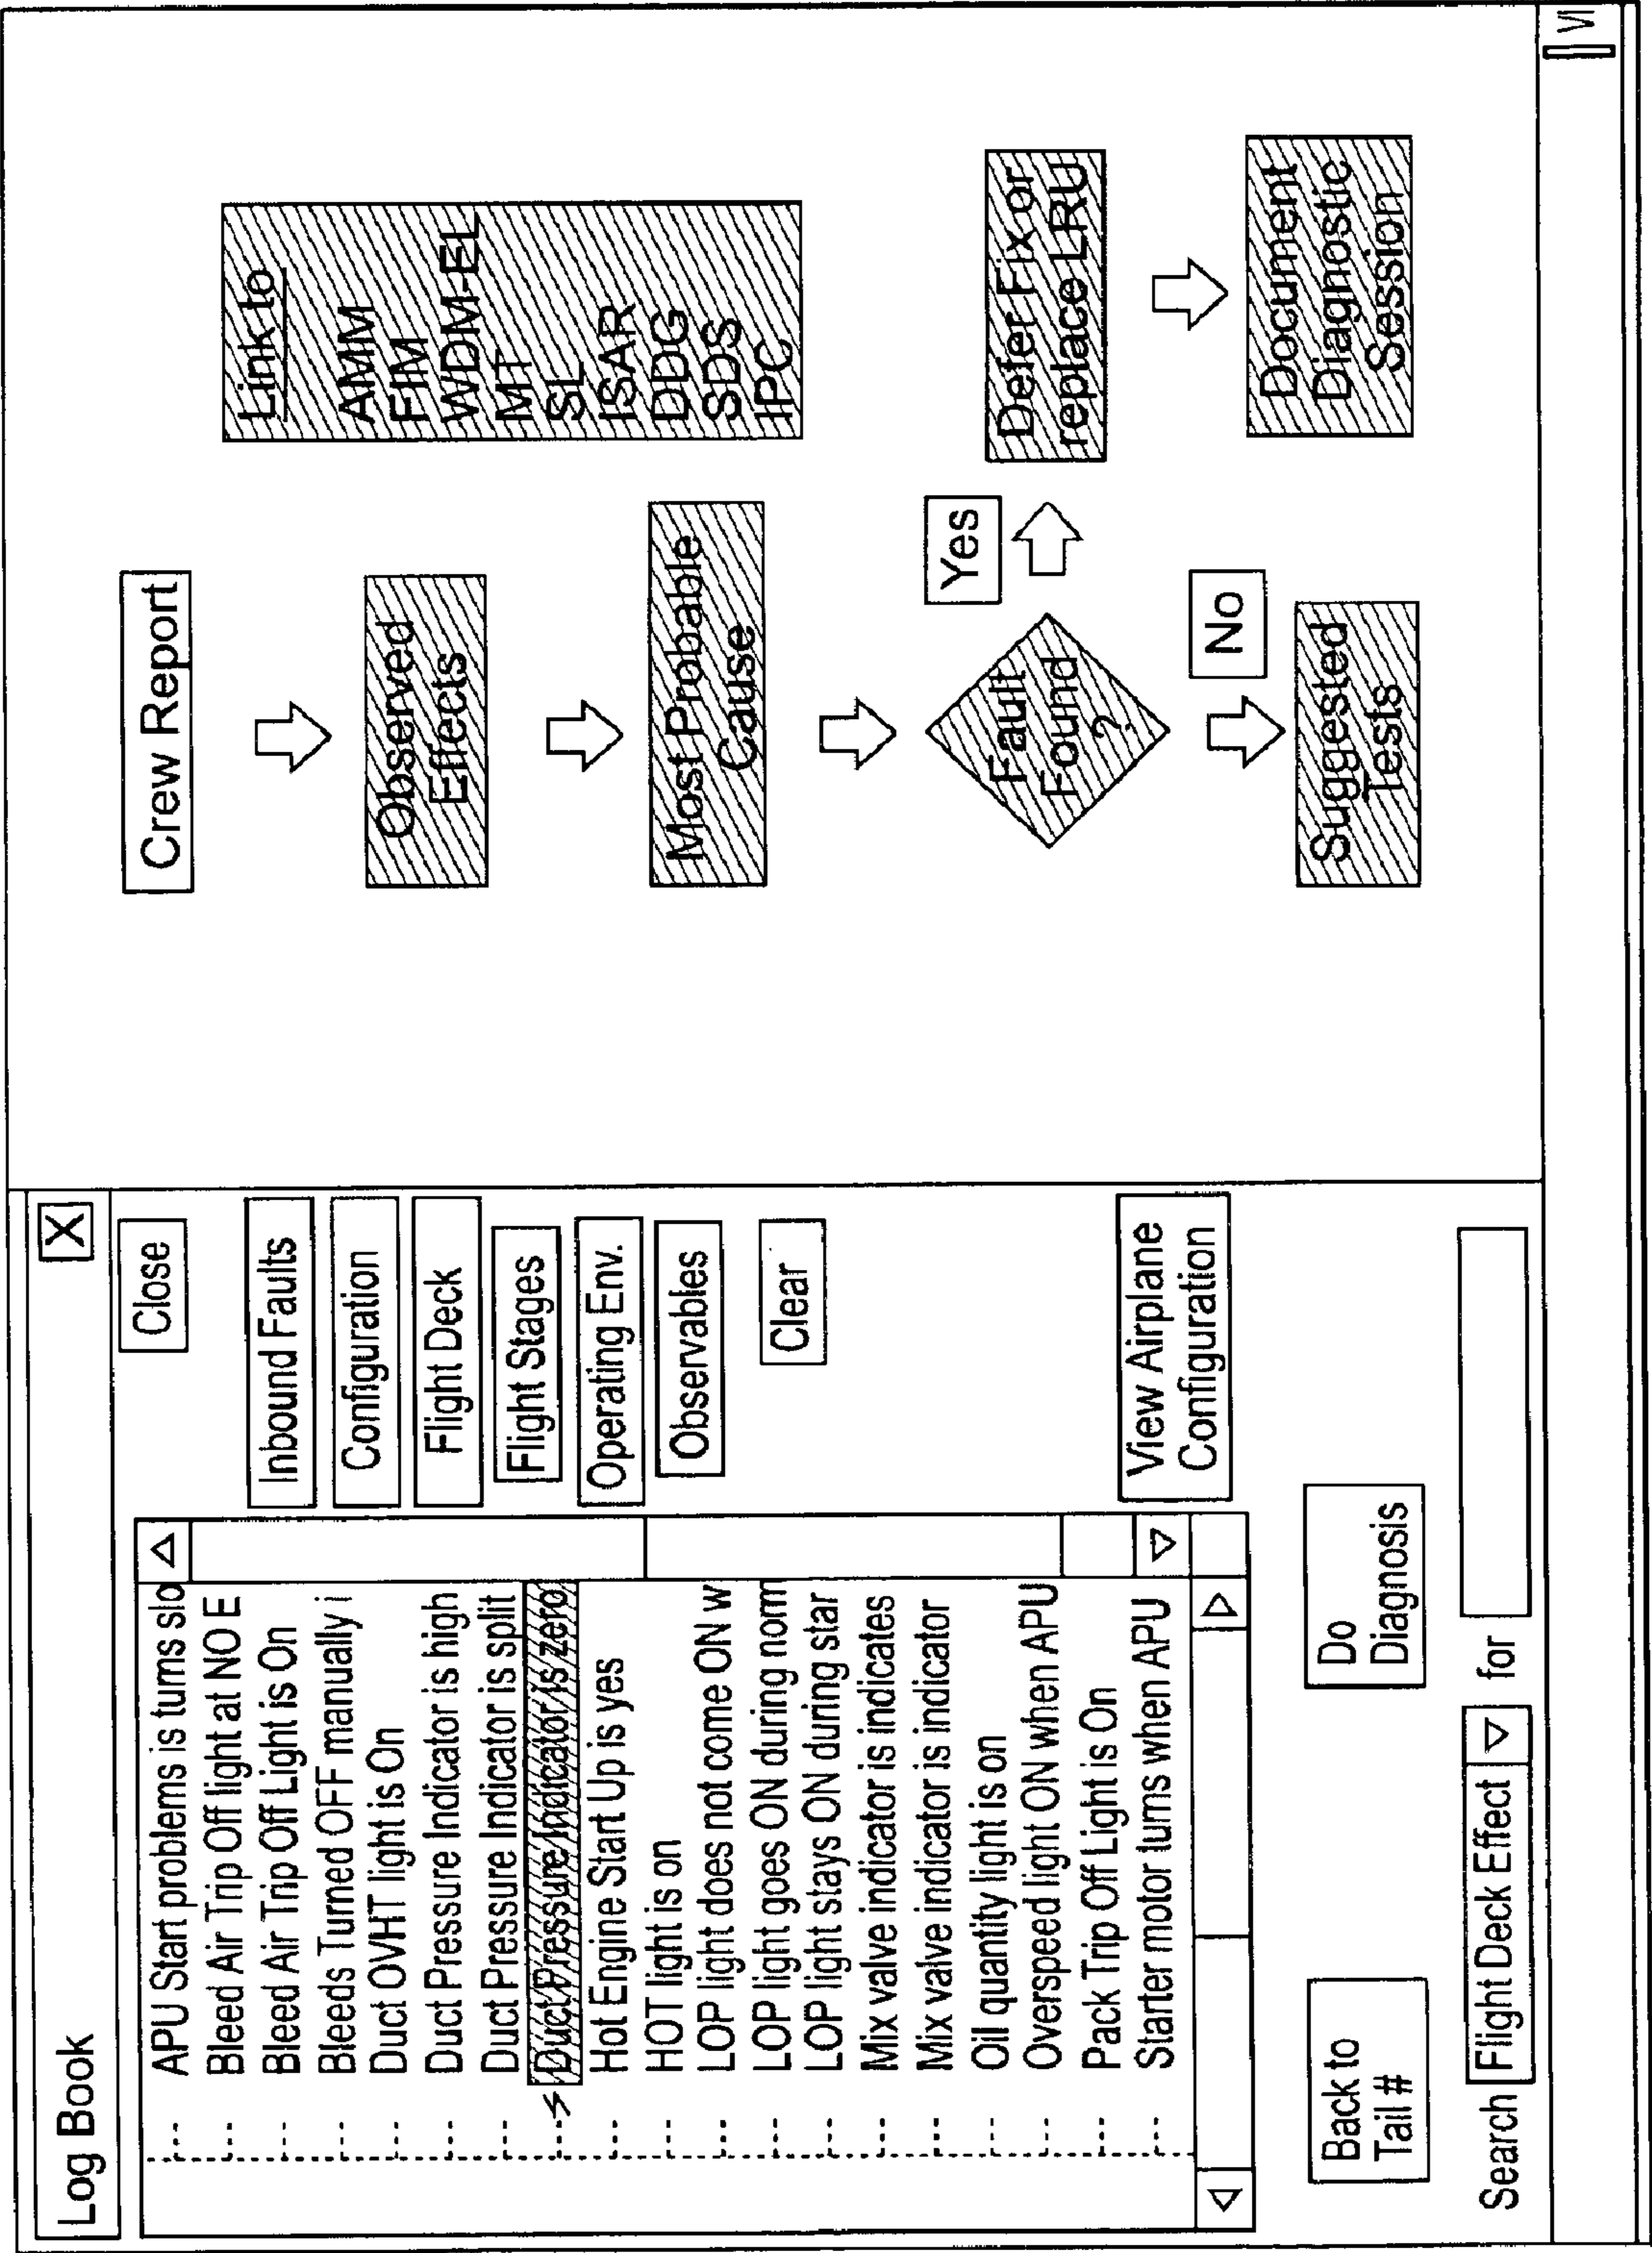 Log Book
X
Close
APU Start problems is turns slo
Bleed Air Trip Off light at NO E
Bleed Air Trip Off Light is On
Bleeds Turned OFF manually i
Duct OVHT light is On
Duct Pressure Indicator is high
Duct Pressure Indicator is split
Duct Pressure Indicator is zero
Hot Engine Start Up is yes
HOT light is on
LOP light does not come ON w
LOP light goes ON during norm
LOP light stays ON during star
Mix valve indicator is indicates
Mix valve indicator is indicator
Oil quantity light is on
Overspeed light ON when APU
Pack Trip Off Light is On
Starter motor turns when APU
Inbound Faults
Configuration
Flight Deck
Flight Stages
Operating Env.
Observables
Clear
View Airplane
Configuration
Back to
Tail #
Do
Diagnosis
Search Flight Deck Effect for
Crew Report
Observed
Effects
Most Probable
Cause
Fault
Found
?
Yes
No
Suggested
Tests
Link to
AMM
FIM
WDM-EL
MT
SL
ISAR
DDG
SDS
IPC
Defer Fix or
replace LRU
Document
Diagnostic
Session
VI